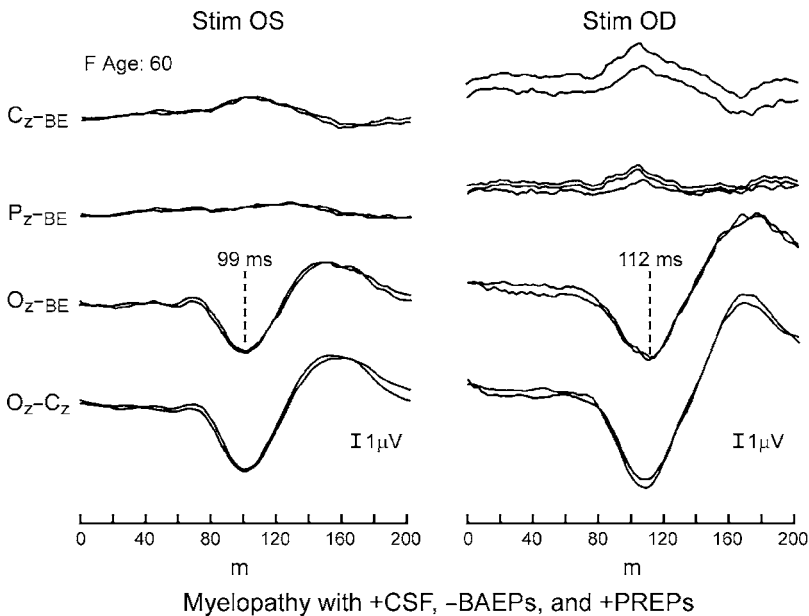 Stim OS
Stim OD
F Age: 60
Cz–BE
Pz–BE
99 ms
112 ms
Oz–BE
Oz–Cz
I 1μV
I 1μV
0 40 80 120 160 200
0 40 80 120 160 200
m
m
Myelopathy with +CSF, –BAEPs, and +PREPs